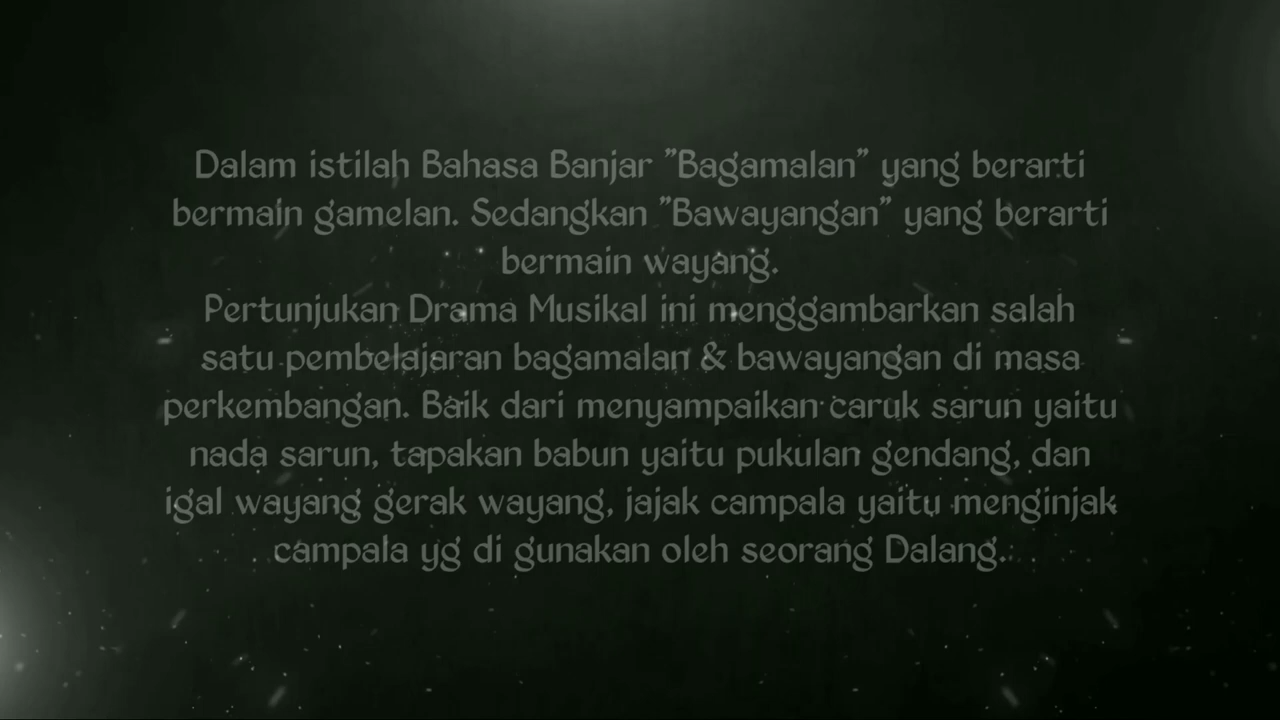 Dalam istilah Bahasa Banjar "Bagamalan" yang berarti
bermain gamelan. Sedangkan "Bawayangan" yang berarti
bermain wayang.
Pertunjukan Drama Musikal ini menggambarkan salah
satu pembelajaran bagamalan & bawayangan di masa
perkembangan. Baik dari menyampaikan caruk sarun yaitu
nada sarun, tapakan babun yaitu pukulan gendang, dan
igal wayang gerak wayang, jajak campala yaitu menginjak
campala yg di gunakan oleh seorang Dalang.